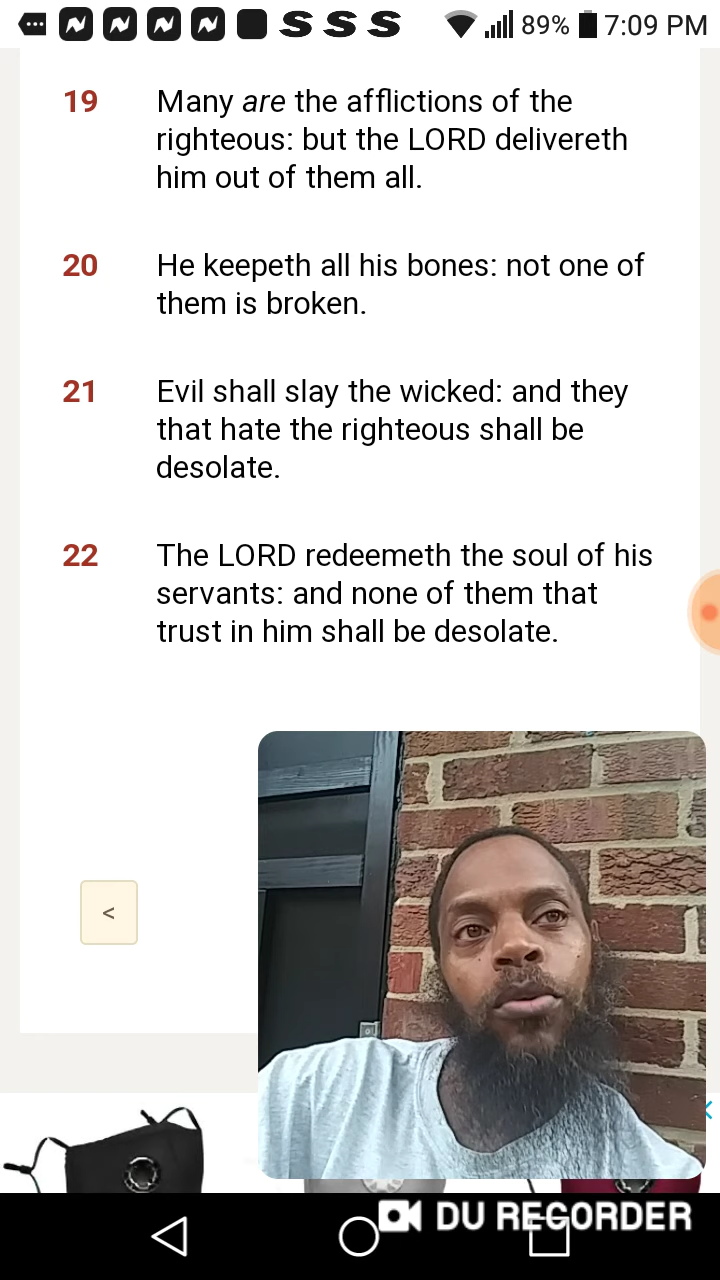 89% 7:09 PM
19 Many are the afflictions of the
righteous: but the LORD delivereth
him out of them all.
20 He keepeth all his bones: not one of
them is broken.
21 Evil shall slay the wicked: and they
that hate the righteous shall be
desolate.
22 The LORD redeemeth the soul of his
servants: and none of them that
trust in him shall be desolate.
<
DU RECORDER